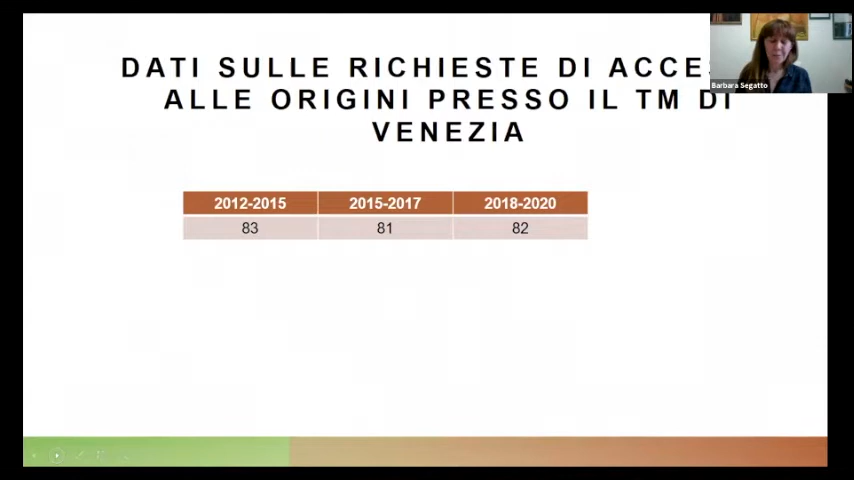 DATI SULLE RICHIESTE DI
ALLE ORIGINI PRESSO IL TM DI
VENEZIA
Barbara Segatto
2012-2015 2015-2017 2018-2020
83 81 82